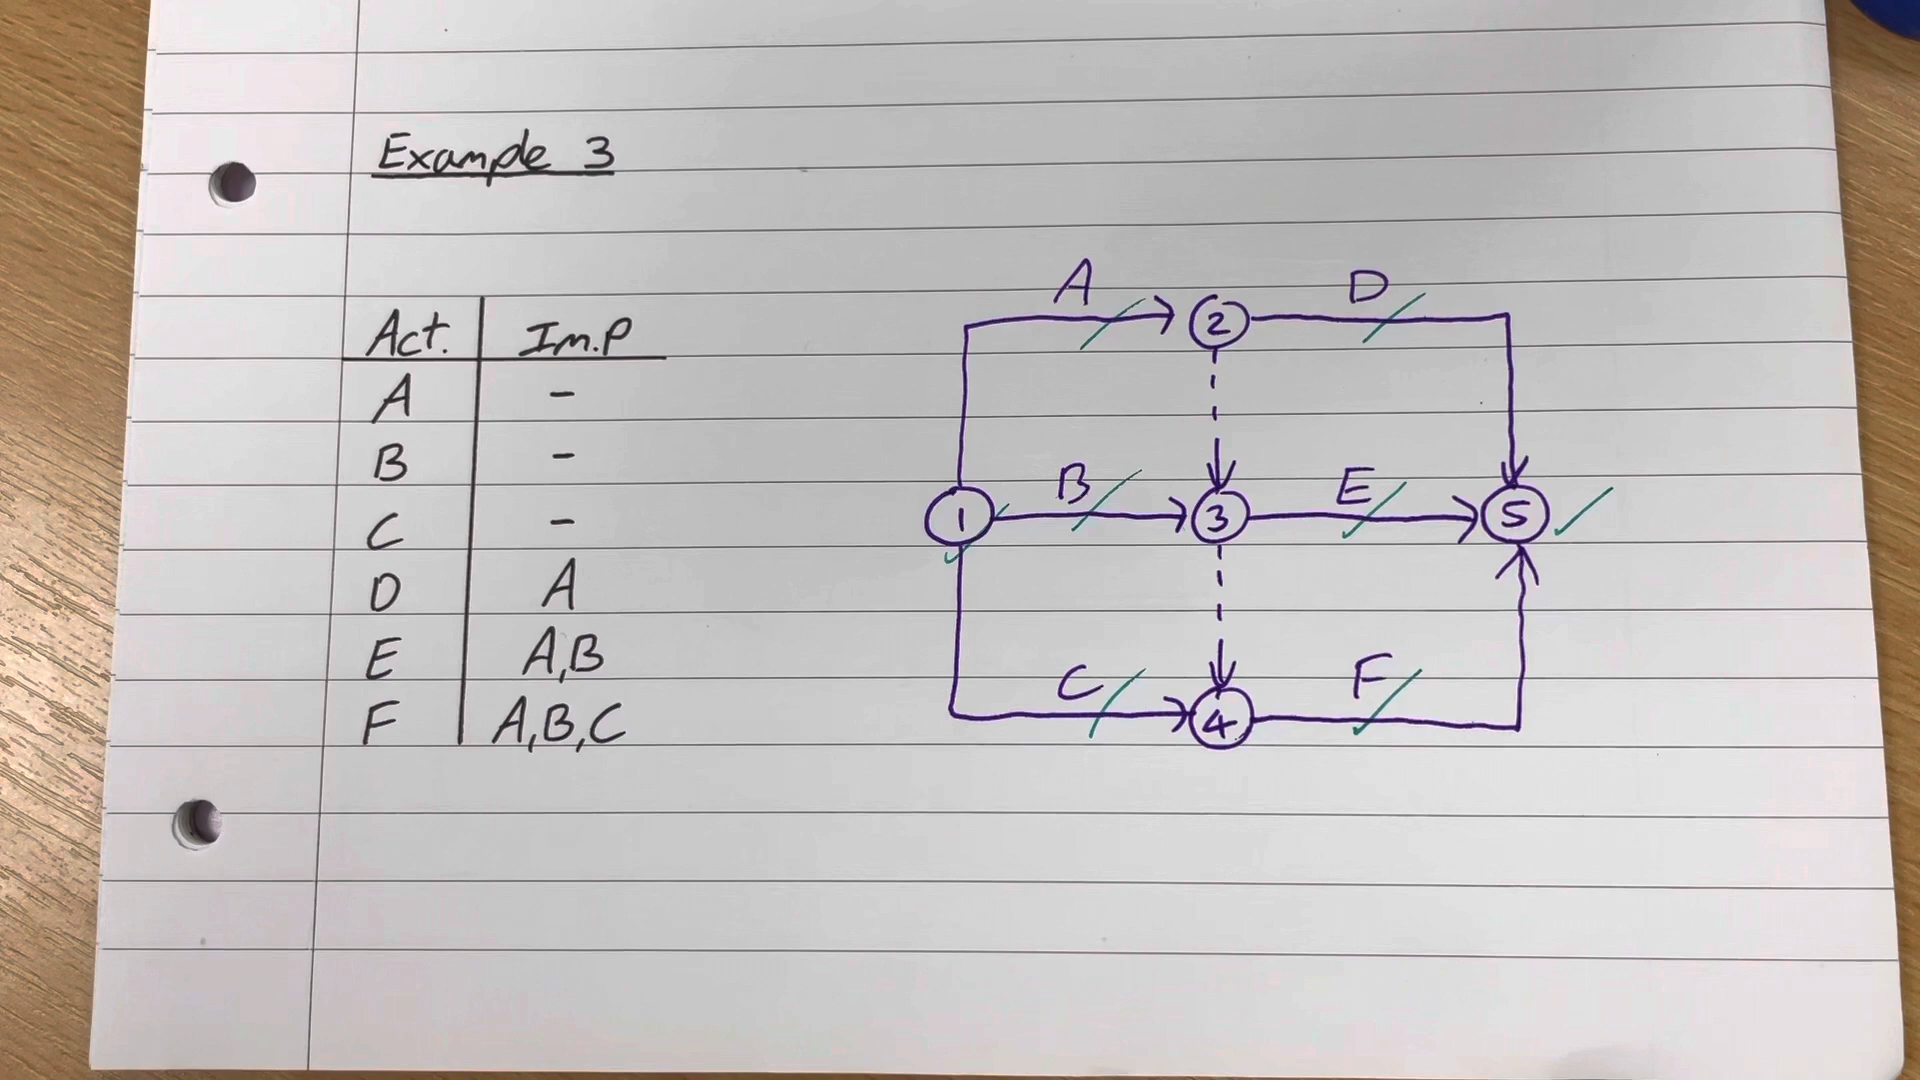 Example 3
Act. Im.P
A -
B -
C -
D A
E A,B
F A,B,C
A D
2
B E
1 3 5
C F
4